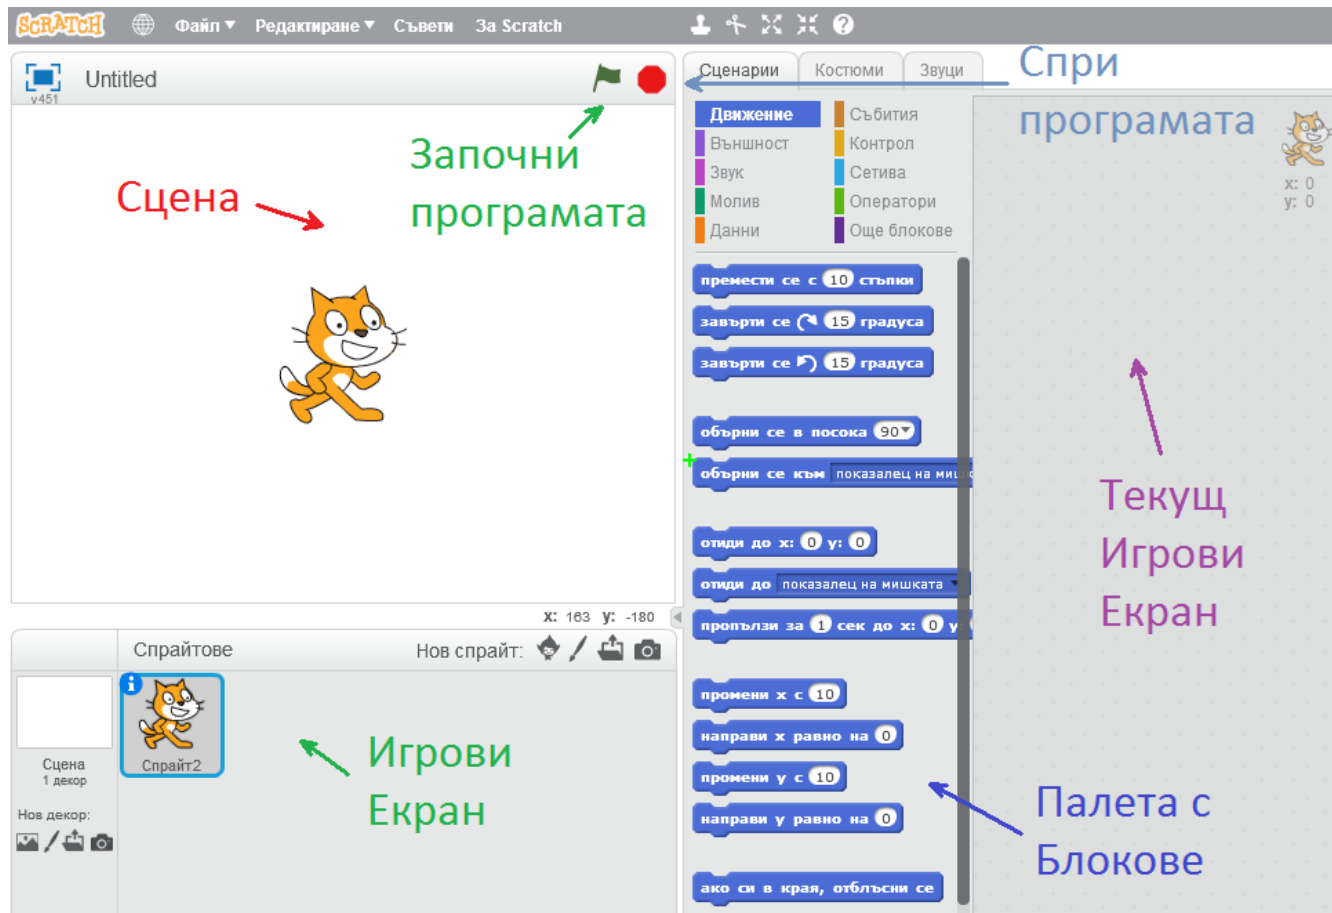 SCRATCH Файл Редактиране Съвети За Scratch
v451
Untitled
Започни
програмата
Сцена
x: 163 y: -180
Спрайтове Нов спрайт:
Сцена
1 декор
Нов декор:
Спрайт2
Игрови
Екран
Сценарии Костюми Звуци
Спри
програмата
Движение Събития
Външност Контрол
Звук Сетива
Молив Оператори
Данни Още блокове
премести се с 10 стъпки
завърти се 15 градуса
завърти се 15 градуса
обърни се в посока 90
обърни се към показалец на
отиди до x: 0 y: 0
отиди до показалец на мишката
пропълзи за 1 сек до x: 0 y:
промени x с 10
направи x равно на 0
промени y с 10
направи y равно на 0
ако си в края, отблъсни се
x: 0
y: 0
Текущ
Игрови
Екран
Палета с
Блокове